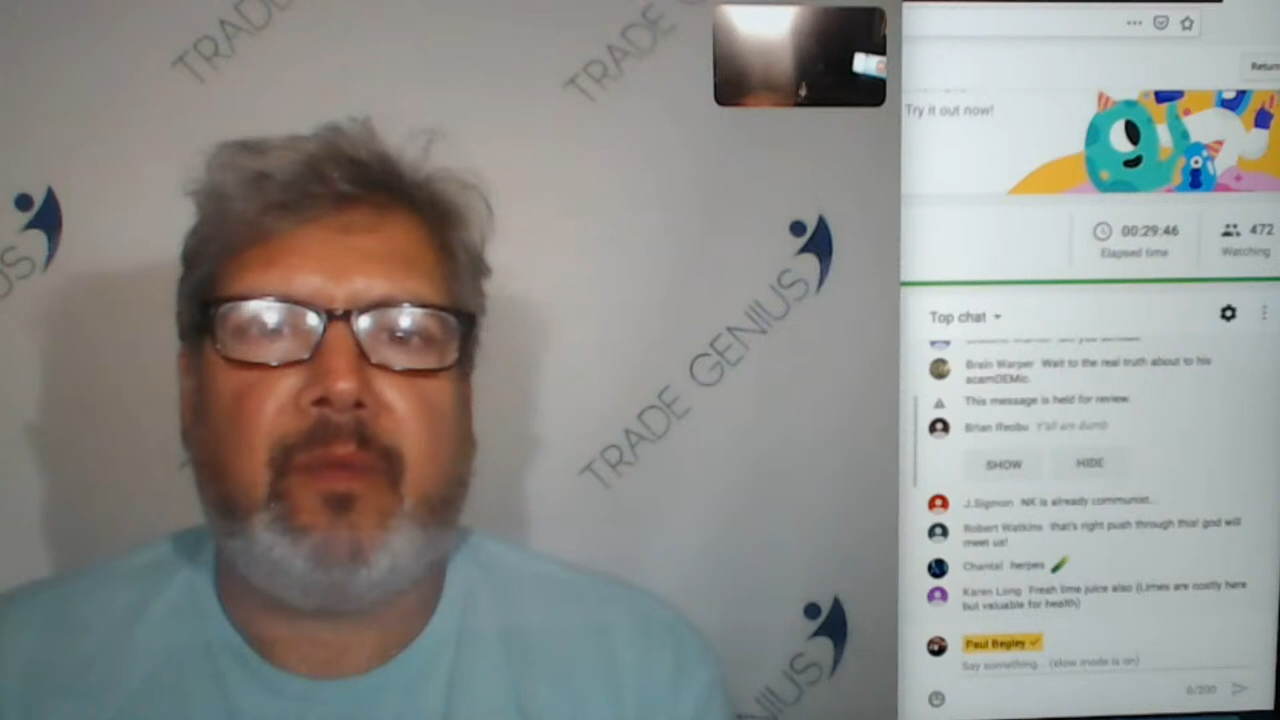 TRADE
TRADE G
US
TRADE GENIUS
NIUS
Return
Try it out now!
00:29:46
Elapsed time
472
Watching
Top chat
Brain Warper Wait to the real truth about to his
scamDEMic.
This message is held for review.
Brian Y'all are dumb
SHOW
HIDE
J.Sigmon NK is already communist...
Robert Watkins that's right push through this! god will
meet us!
Chantal herpes
Karen Long Fresh lime juice also (Limes are costly here
but valuable for health)
Paul Begley ✓
Say something... (slow mode is on)
0/200